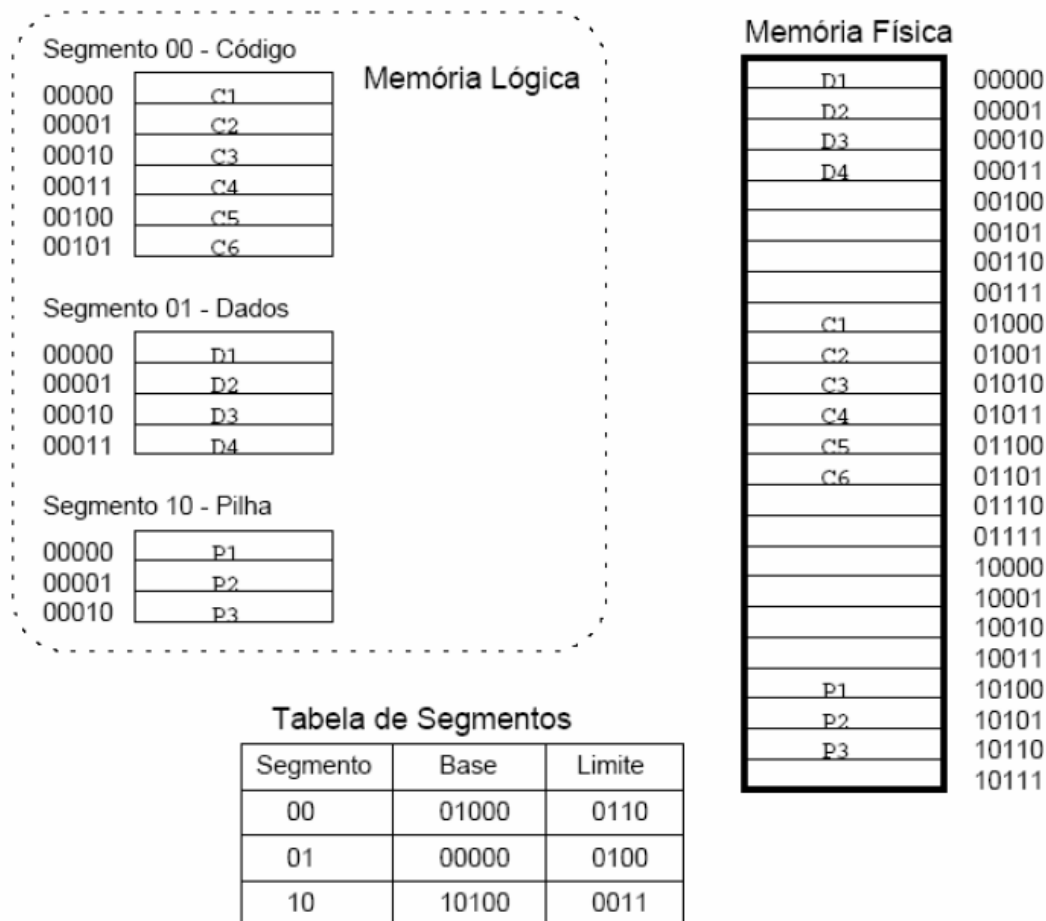 Segmento 00 - Código
Memória Lógica
00000 C1
00001 C2
00010 C3
00011 C4
00100 C5
00101 C6
Segmento 01 - Dados
00000 D1
00001 D2
00010 D3
00011 D4
Segmento 10 - Pilha
00000 P1
00001 P2
00010 P3
Memória Física
D1 00000
D2 00001
D3 00010
D4 00011
00100
00101
00110
00111
C1 01000
C2 01001
C3 01010
C4 01011
C5 01100
C6 01101
01110
01111
10000
10001
10010
10011
P1 10100
P2 10101
P3 10110
10111
Tabela de Segmentos
Segmento Base Limite
00 01000 0110
01 00000 0100
10 10100 0011